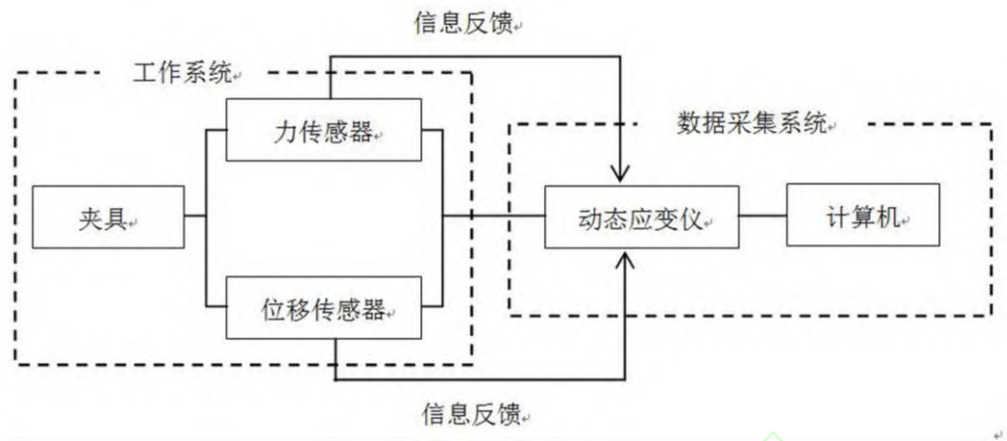 信息反馈
工作系统
力传感器
数据采集系统
夹具
动态应变仪
计算机
位移传感器
信息反馈